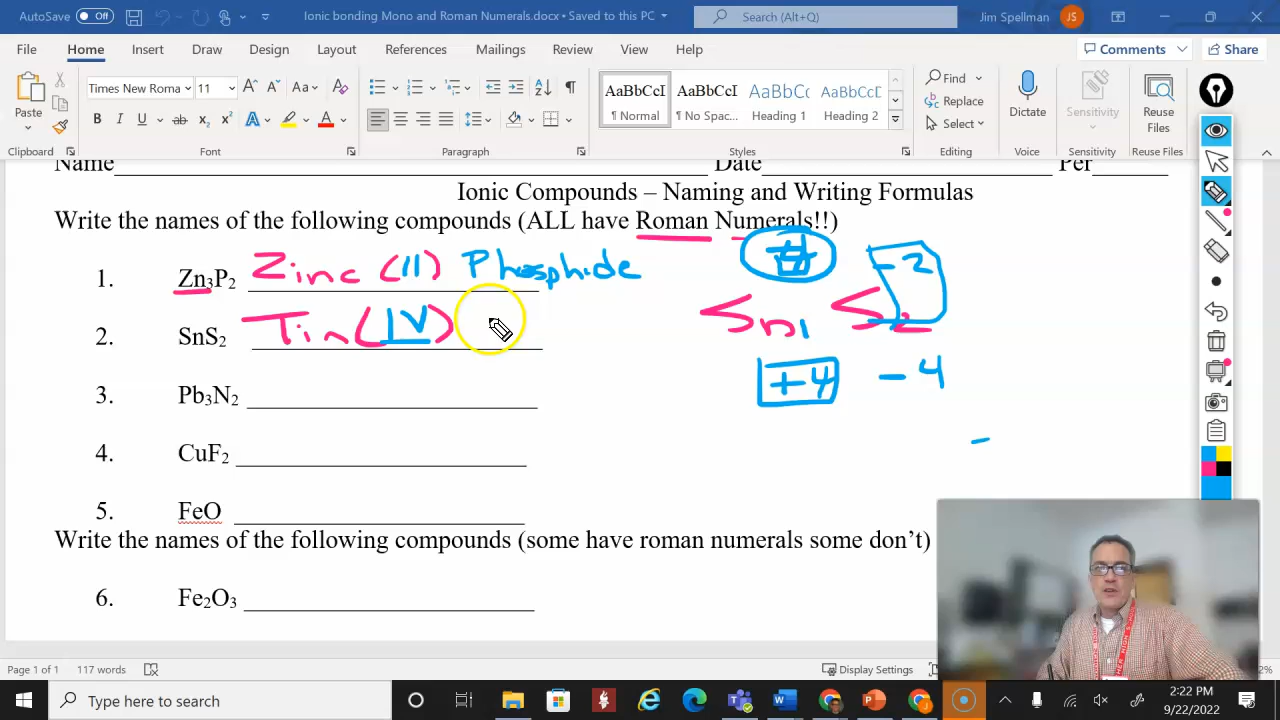 AutoSave Off Ionic bonding Mono and Roman Numerals.docx • Saved to this PC Search (Alt+Q) Jim Spellman JS
File Home Insert Draw Design Layout References Mailings Review View Help Comments Share
Paste Times New Roma 11 Aa AaBbCcI AaBbCcI AaBbCc AaBbCcD Find Replace Select Dictate Sensitivity Reuse Files
¶ Normal ¶ No Spac... Heading 1 Heading 2
Clipboard Font Paragraph Styles Editing Voice Sensitivity Reuse Files
Name Date Per
Ionic Compounds – Naming and Writing Formulas
Write the names of the following compounds (ALL have Roman Numerals!!)
1. Zn₃P₂ Zinc (II) Phosphide
-2
2. SnS₂ Tin (IV)
Sn₁ S₂
+4 -4
3. Pb₃N₂
-
4. CuF₂
5. FeO
Write the names of the following compounds (some have roman numerals some don't)
6. Fe₂O₃
Page 1 of 1 117 words Display Settings 2%
Type here to search 2:22 PM
9/22/2022